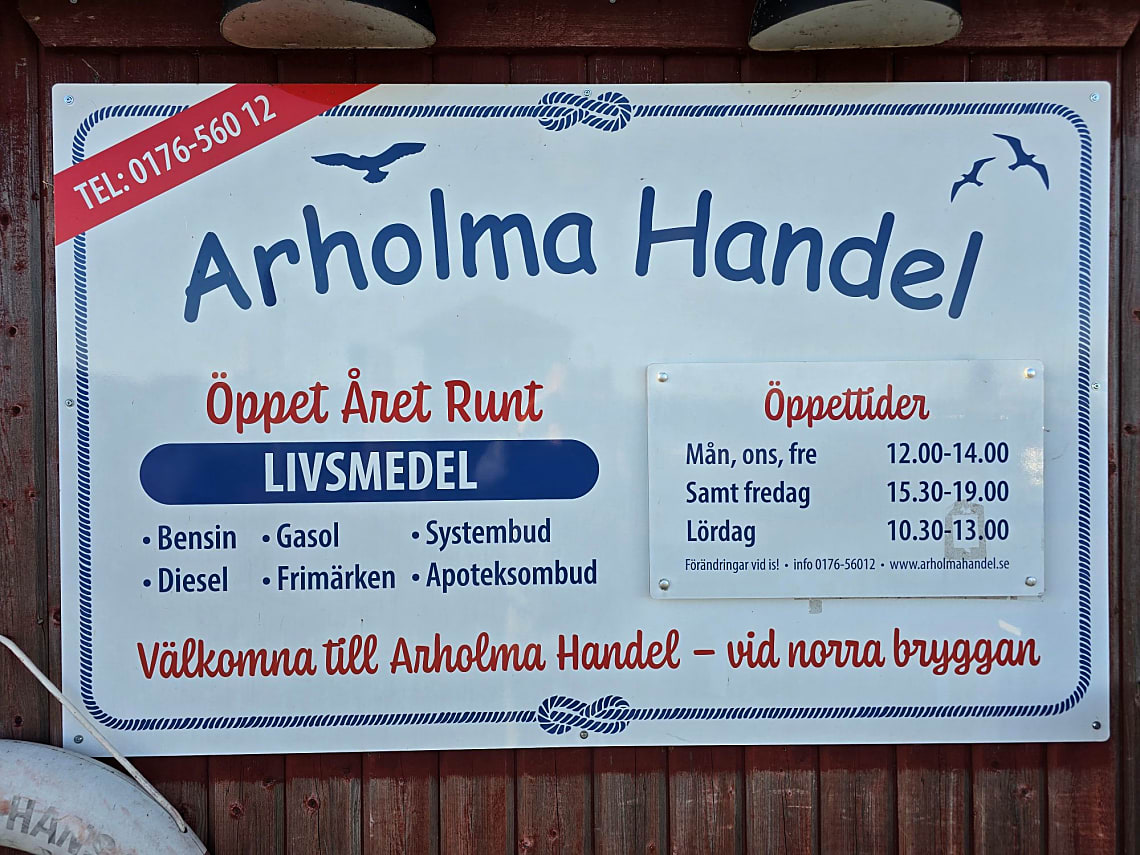 TEL: 0176-560 12
Arholma Handel
Öppet Året Runt
LIVSMEDEL
• Bensin • Gasol • Systembud
• Diesel • Frimärken • Apoteksombud
Öppettider
Mån, ons, fre 12.00-14.00
Samt fredag 15.30-19.00
Lördag 10.30-13.00
Förändringar vid is! • info 0176-56012 • www.arholmahandel.se
Välkomna till Arholma Handel – vid norra bryggan